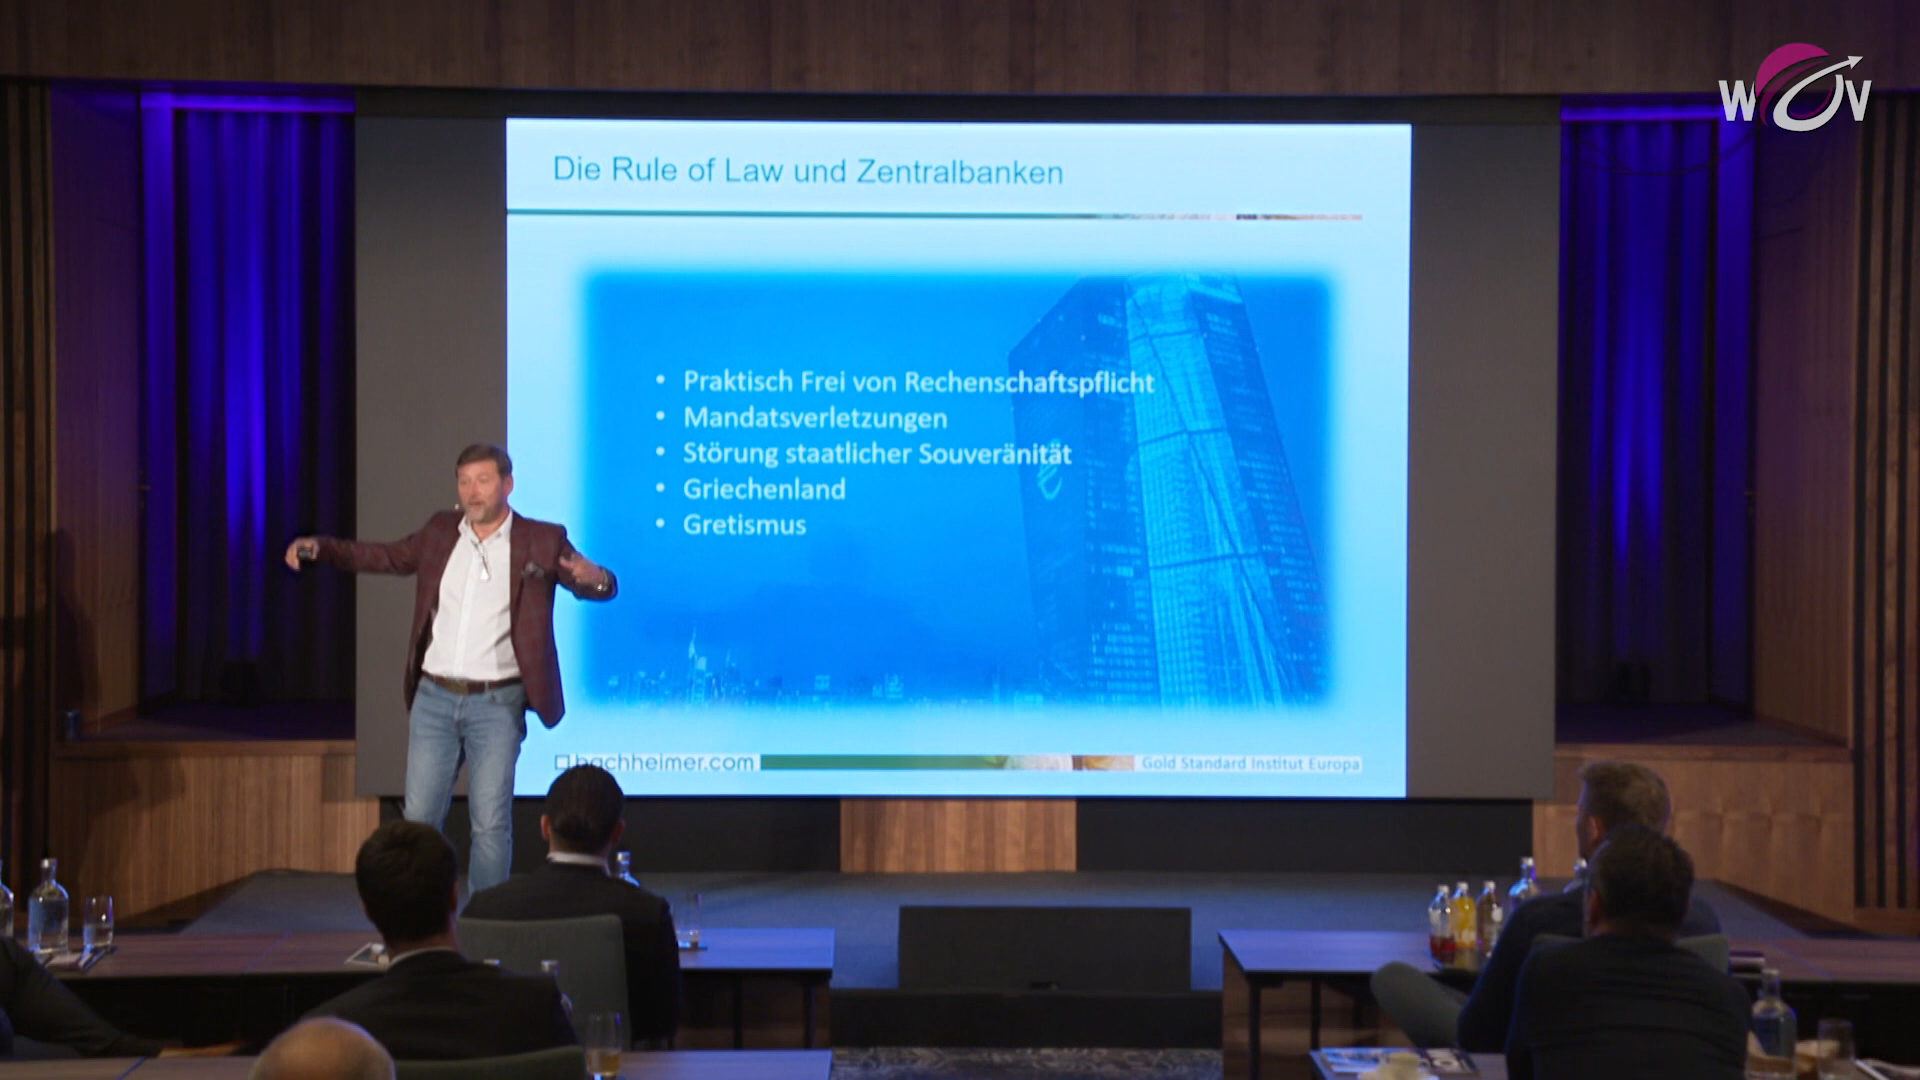 WOV
Die Rule of Law und Zentralbanken
• Praktisch Frei von Rechenschaftspflicht
• Mandatsverletzungen
• Störung staatlicher Souveränität
• Griechenland
• Gretismus
bachheimer.com
Gold Standard Institut Europa